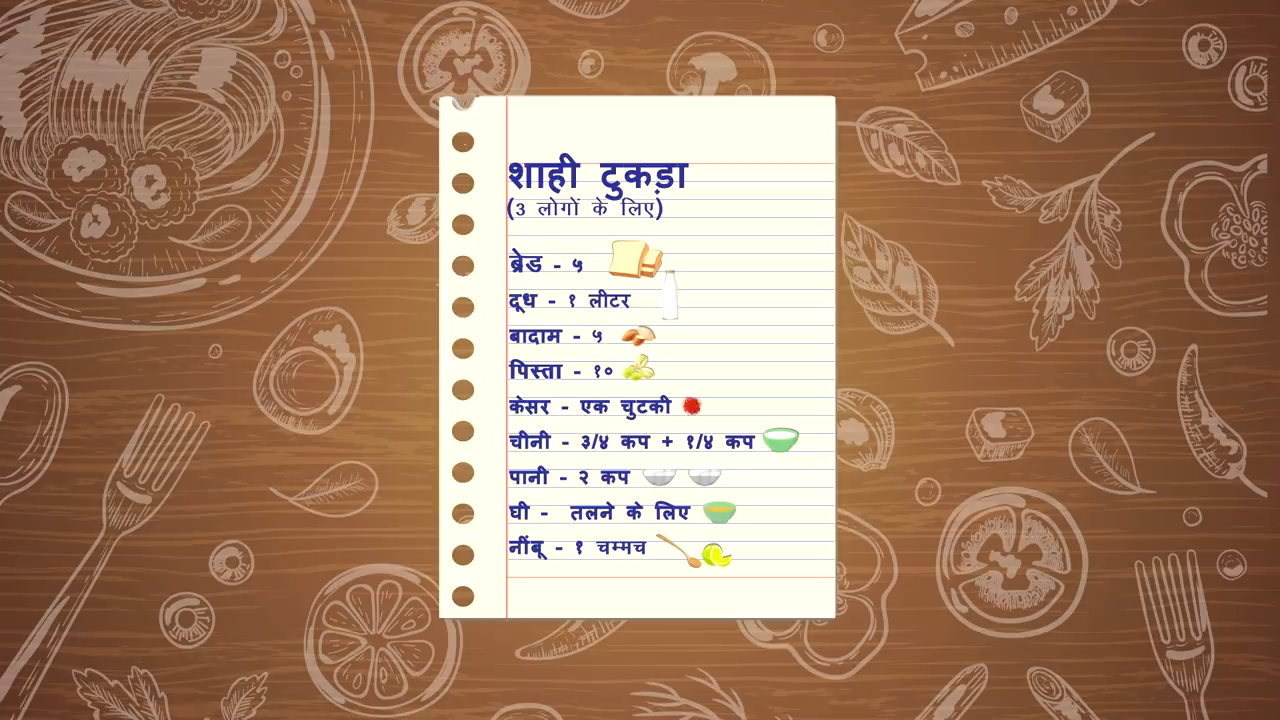 शाही टुकड़ा
(3 लोगों के लिए)
ब्रेड - ५
दूध - १ लीटर
बादाम - ५
पिस्ता - १०
केसर - एक चुटकी
चीनी - ३/४ कप + १/४ कप
पानी - २ कप
घी - तलने के लिए
नींबू - १ चम्मच